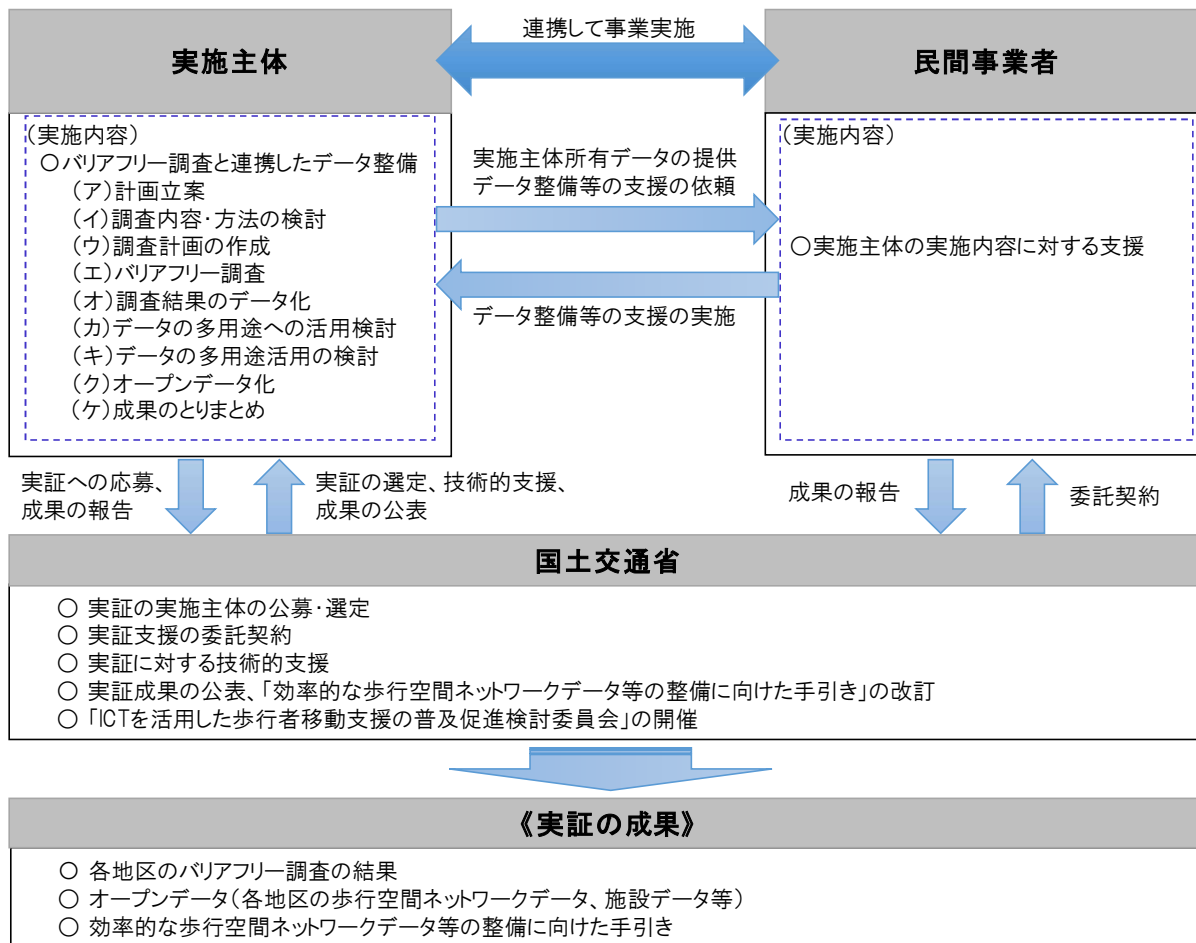 連携して事業実施
実施主体
民間事業者
(実施内容)
〇バリアフリー調査と連携したデータ整備
(ア)計画立案
(イ)調査内容・方法の検討
(ウ)調査計画の作成
(エ)バリアフリー調査
(オ)調査結果のデータ化
(カ)データの多用途への活用検討
(キ)データの多用途活用の検討
(ク)オープンデータ化
(ケ)成果のとりまとめ
実施主体所有データの提供
データ整備等の支援の依頼
データ整備等の支援の実施
(実施内容)
〇実施主体の実施内容に対する支援
実証への応募、
成果の報告
実証の選定、技術的支援、
成果の公表
成果の報告
委託契約
国土交通省
〇 実証の実施主体の公募・選定
〇 実証支援の委託契約
〇 実証に対する技術的支援
〇 実証成果の公表、「効率的な歩行空間ネットワークデータ等の整備に向けた手引き」の改訂
〇 「ICTを活用した歩行者移動支援の普及促進検討委員会」の開催
《実証の成果》
〇 各地区のバリアフリー調査の結果
〇 オープンデータ(各地区の歩行空間ネットワークデータ、施設データ等)
〇 効率的な歩行空間ネットワークデータ等の整備に向けた手引き